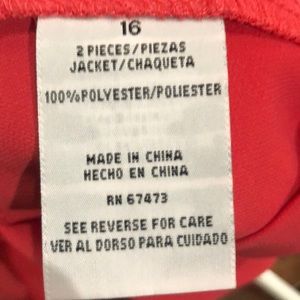 16
2 PIECES/PIEZAS
JACKET/CHAQUETA
100%POLYESTER/POLIESTER
MADE IN CHINA
HECHO EN CHINA
RN 67473
SEE REVERSE FOR CARE
VER AL DORSO PARA CUIDADO